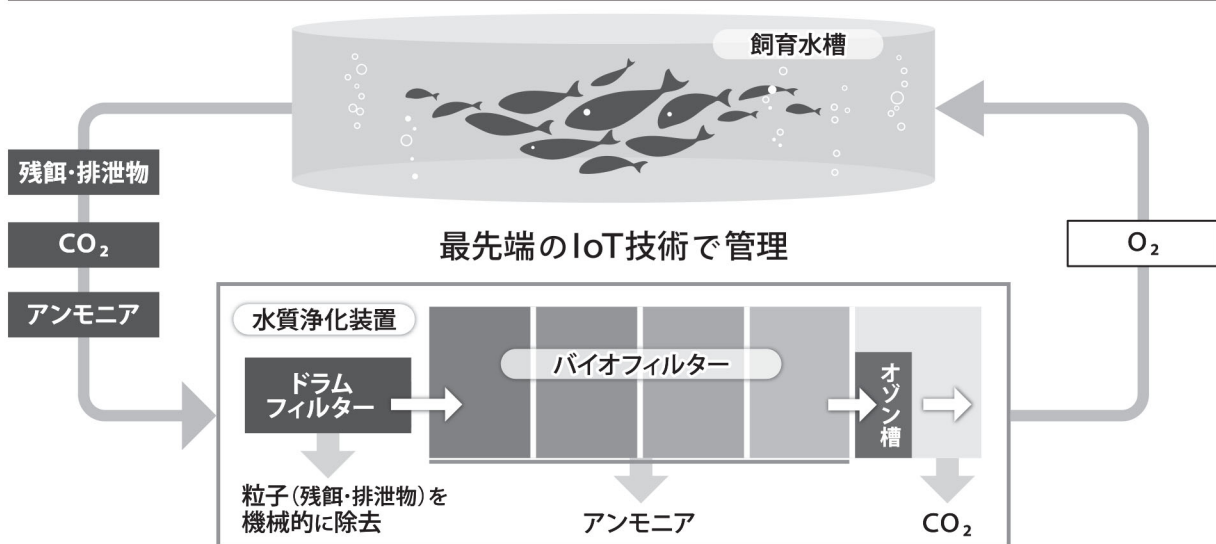 飼育水槽
残餌・排泄物
CO₂
アンモニア
最先端のIoT技術で管理
O₂
水質浄化装置
ドラム
フィルター
バイオフィルター
オゾン槽
粒子(残餌・排泄物)を
機械的に除去
アンモニア
CO₂